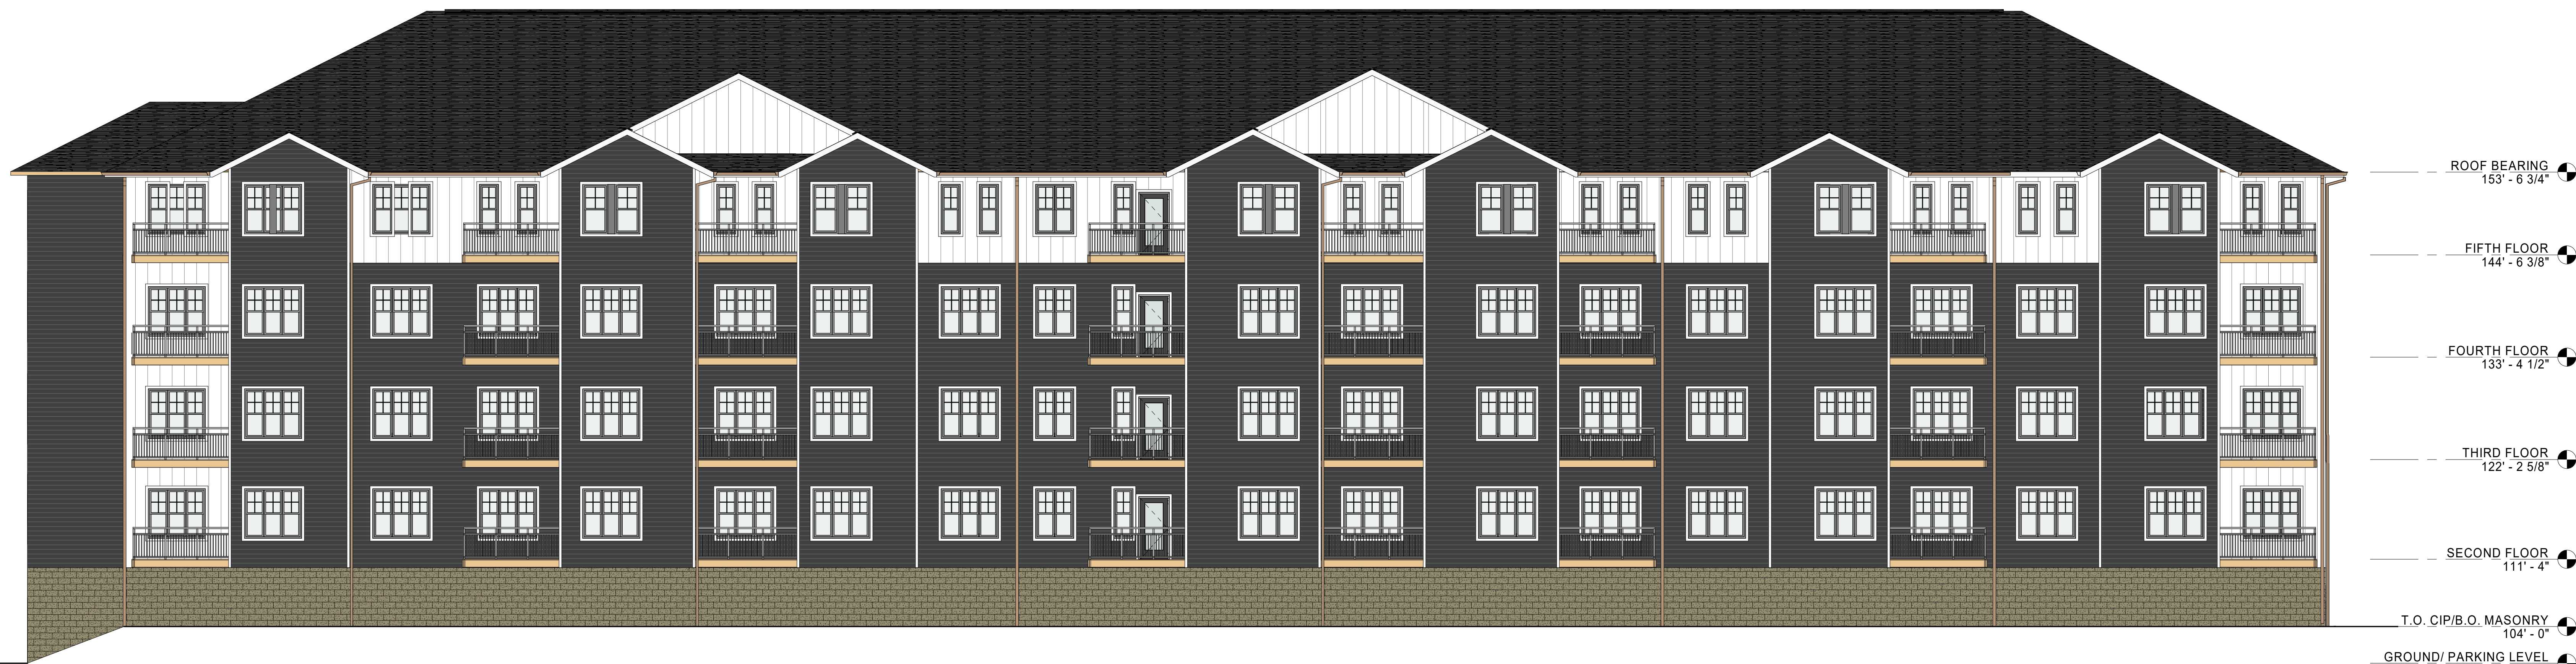 ROOF BEARING
153' - 6 3/4"
FIFTH FLOOR
144' - 6 3/8"
FOURTH FLOOR
133' - 4 1/2"
THIRD FLOOR
122' - 2 5/8"
SECOND FLOOR
111' - 4"
T.O. CIP/B.O. MASONRY
104' - 0"
GROUND/ PARKING LEVEL